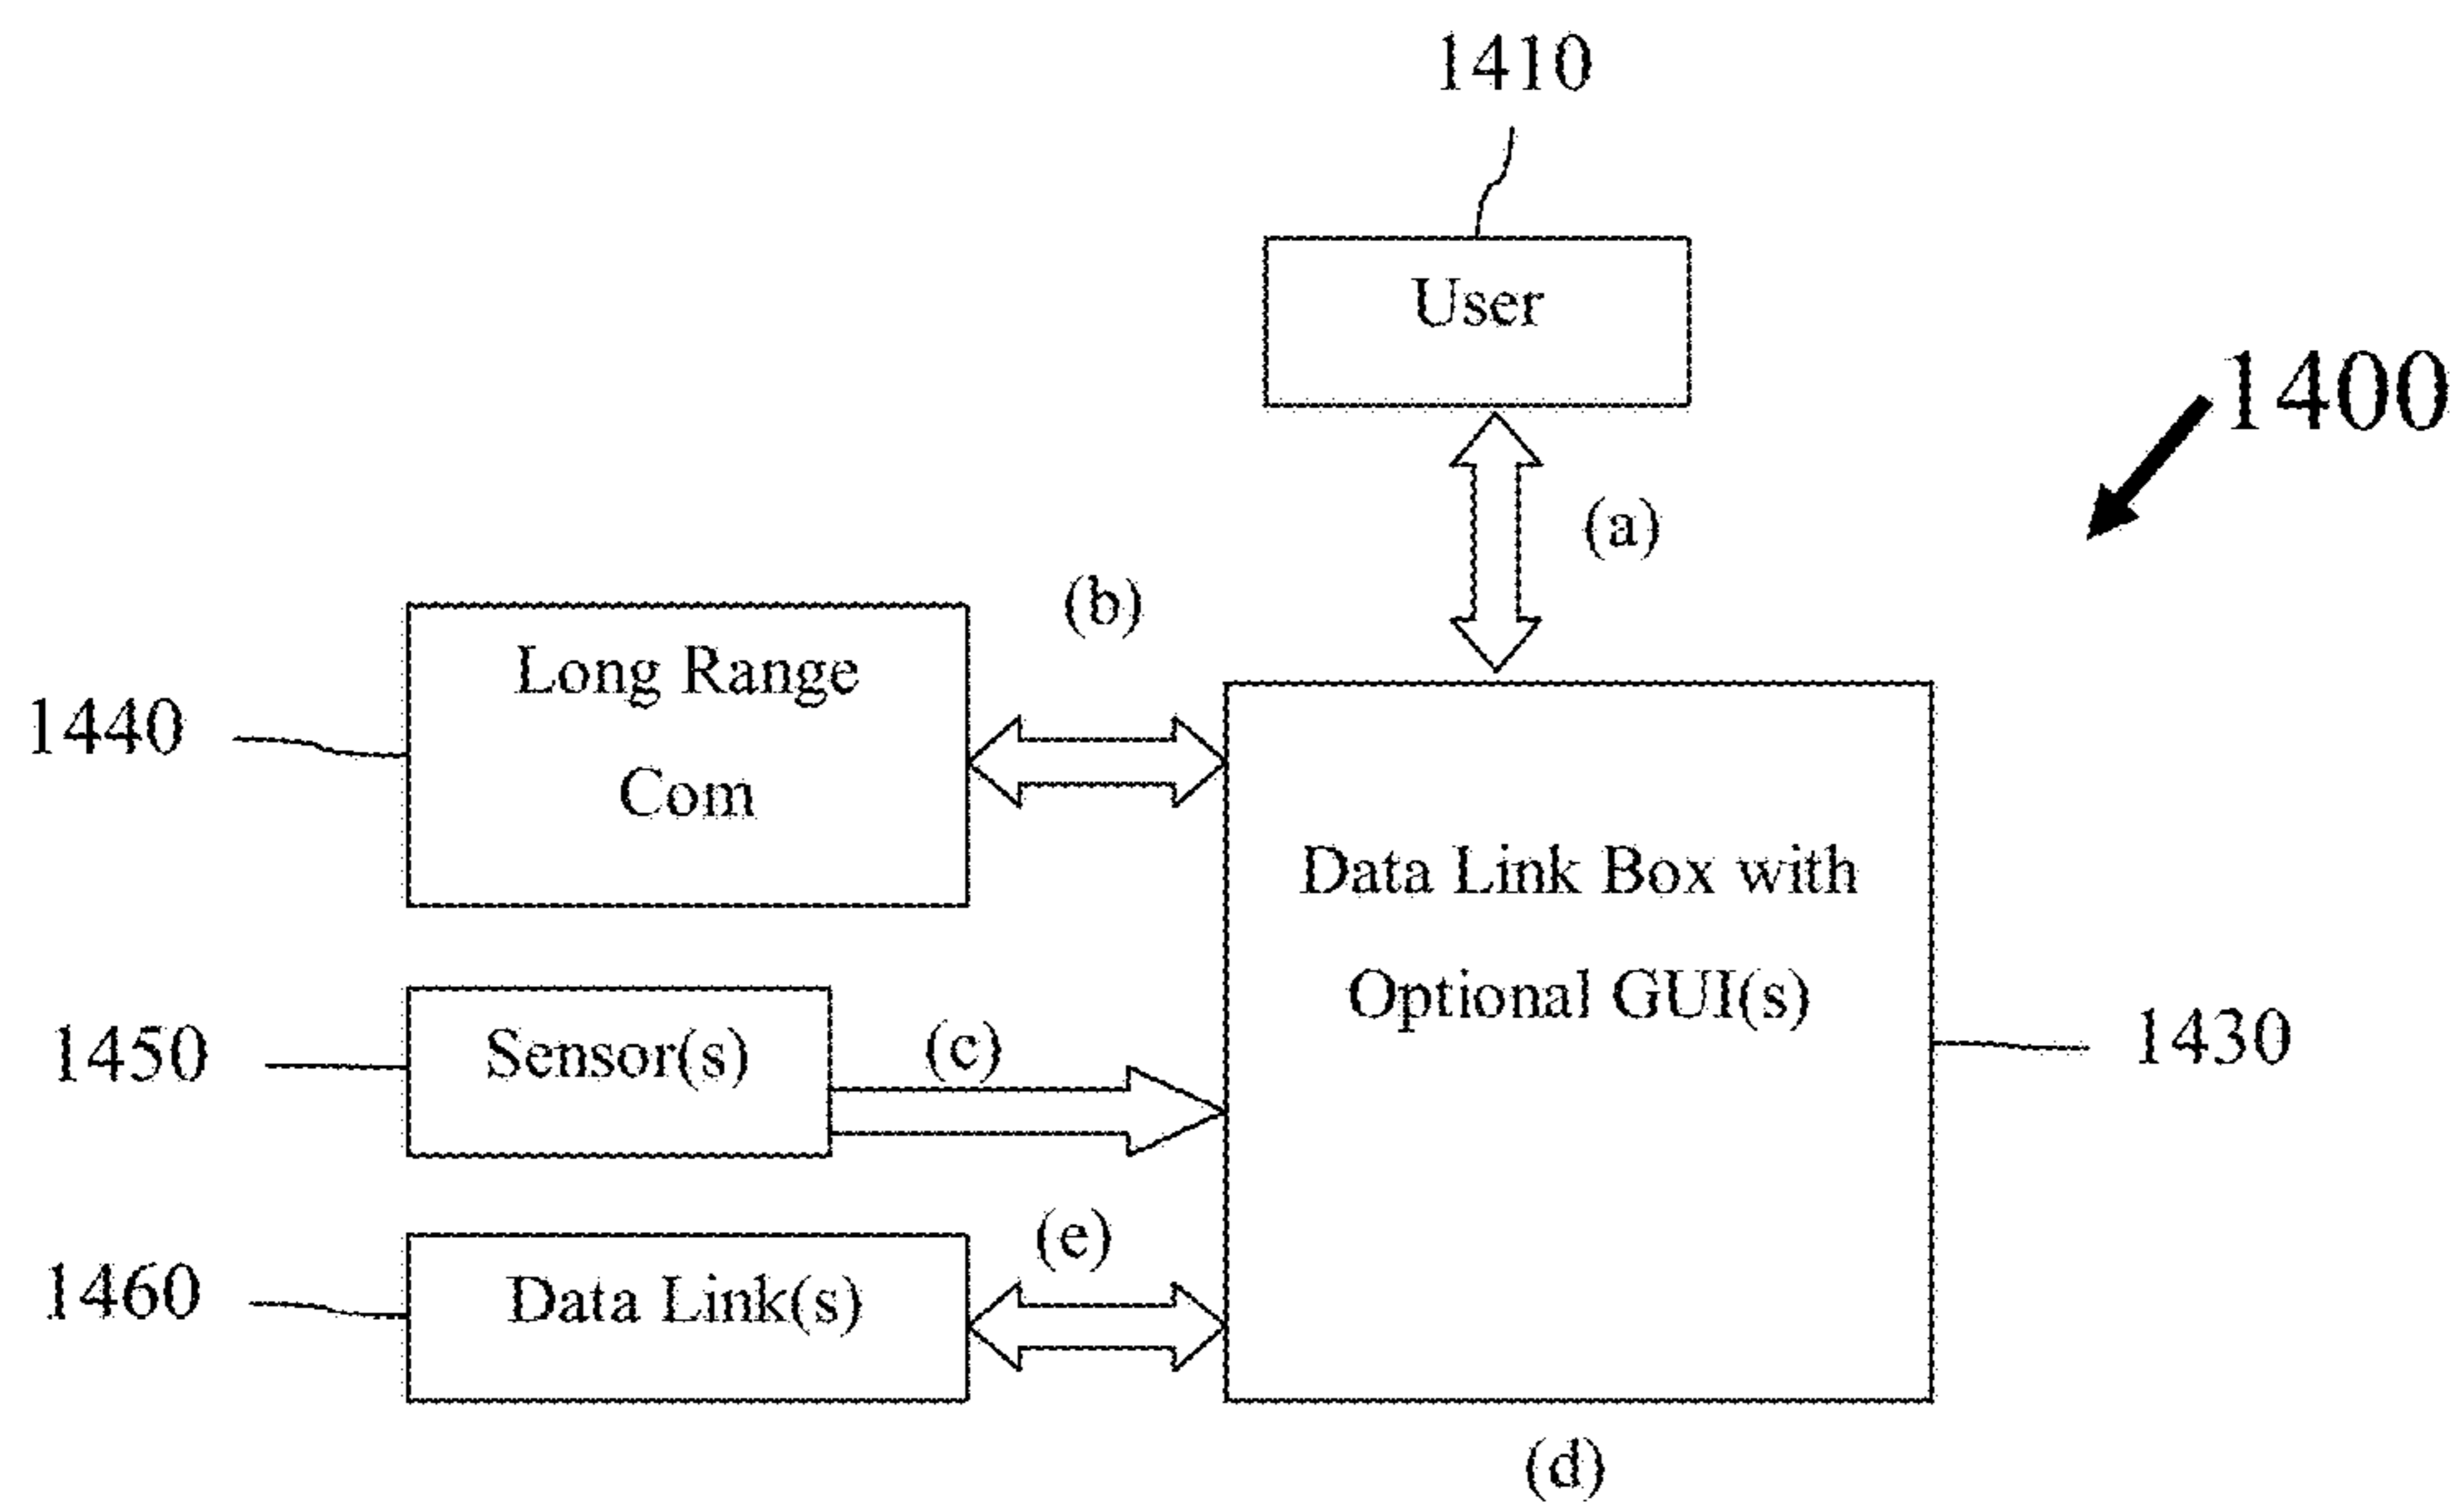 1410
User
1400
(a)
(b)
Long Range
Com
1440
Data Link Box with
Optional GUI(s)
1430
1450
Sensor(s)
(c)
1460
Data Link(s)
(e)
(d)